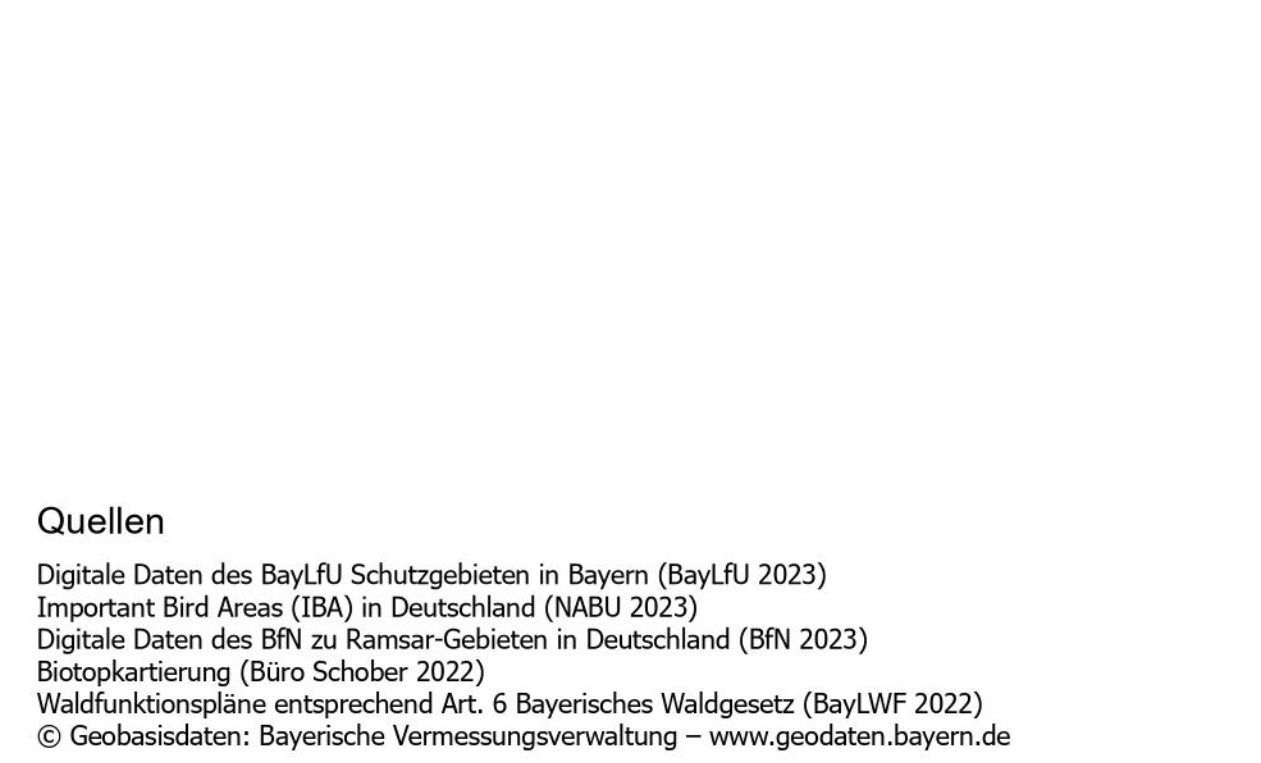 Quellen
Digitale Daten des BayLfU Schutzgebieten in Bayern (BayLfU 2023)
Important Bird Areas (IBA) in Deutschland (NABU 2023)
Digitale Daten des BfN zu Ramsar-Gebieten in Deutschland (BfN 2023)
Biotopkartierung (Büro Schober 2022)
Waldfunktionspläne entsprechend Art. 6 Bayerisches Waldgesetz (BayLWF 2022)
© Geobasisdaten: Bayerische Vermessungsverwaltung – www.geodaten.bayern.de